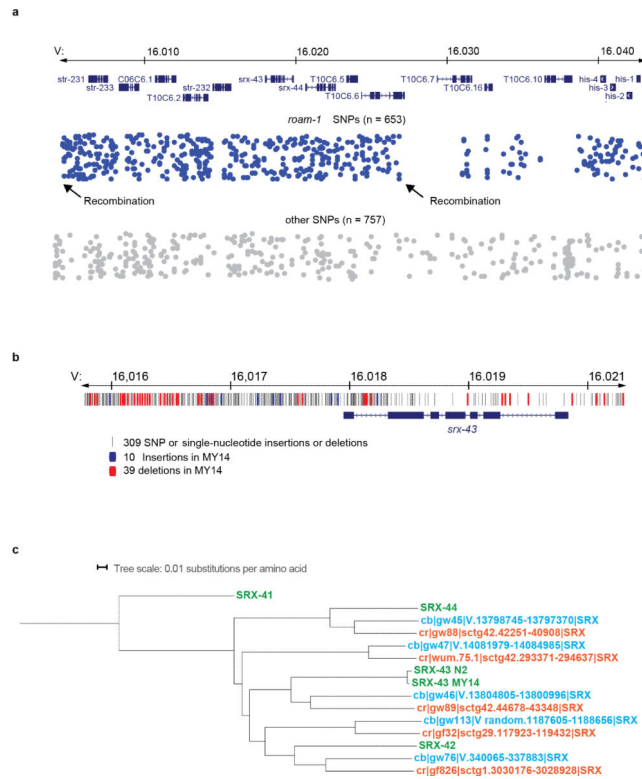 a
V: 16.010 16.020 16.030 16.040
str-231 C06C6.1 srx-43 T10C6.5 T10C6.7 T10C6.10 his-4 his-1
str-233 str-232 srx-44 T10C6.16 his-3
T10C6.2 T10C6.6 his-2
roam-1 SNPs (n = 653)
Recombination Recombination
other SNPs (n = 757)
b
V: 16,016 16,017 16.018 16.019 16.021
srx-43
309 SNP or single-nucleotide insertions or deletions
10 Insertions in MY14
39 deletions in MY14
c
Tree scale: 0.01 substitutions per amino acid
SRX-41
SRX-44
cb|gw45|V.13798745-13797370|SRX
cr|gw88|sctg42.42251-40908|SRX
cb|gw47|V.14081979-14084985|SRX
cr|wum.75.1|sctg42.293371-294637|SRX
SRX-43 N2
SRX-43 MY14
cb|gw46|V.13804805-13800996|SRX
cr|gw89|sctg42.44678-43348|SRX
cb|gw113|V random.1187605-1188656|SRX
cr|gf32|sctg29.117923-119432|SRX
SRX-42
cb|gw76|V.340065-337883|SRX
cr|gf826|sctg1.3030176-3028928|SRX